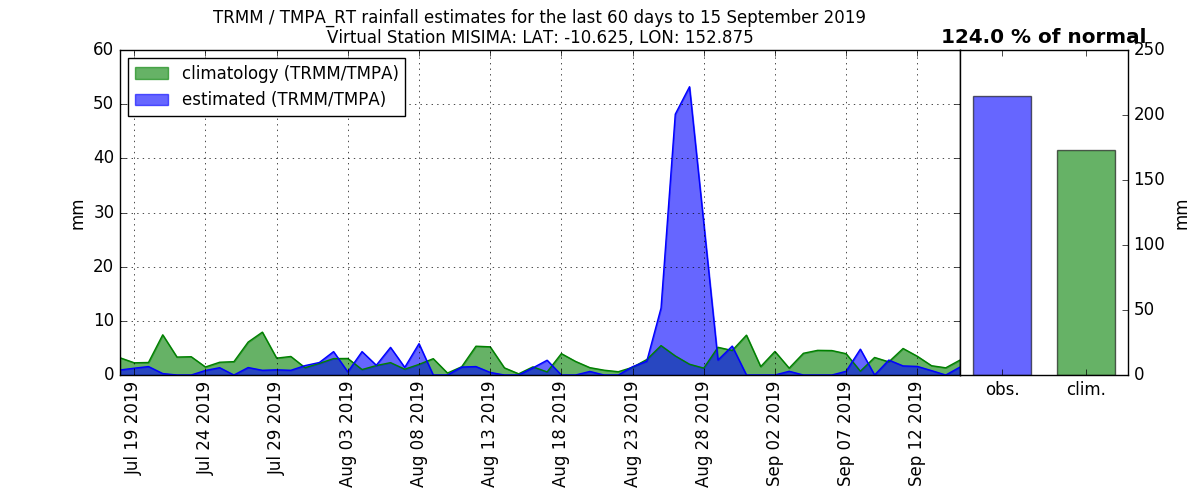 TRMM / TMPA_RT rainfall estimates for the last 60 days to 15 September 2019
Virtual Station MISIMA: LAT: -10.625, LON: 152.875
124.0 % of normal
climatology (TRMM/TMPA)
estimated (TRMM/TMPA)
mm
60
50
40
30
20
10
0
250
200
150
100
50
0
mm
Jul 19 2019
Jul 24 2019
Jul 29 2019
Aug 03 2019
Aug 08 2019
Aug 13 2019
Aug 18 2019
Aug 23 2019
Aug 28 2019
Sep 02 2019
Sep 07 2019
Sep 12 2019
obs.
clim.